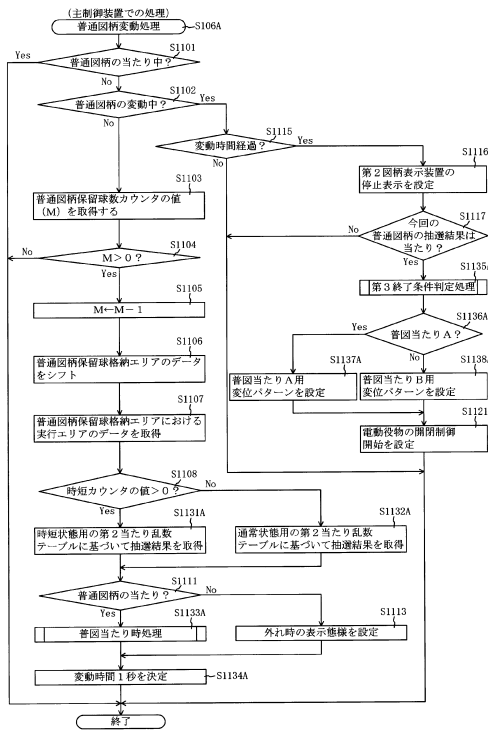 (主制御装置での処理)
普通図柄変動処理
S106A
S1101
普通図柄の当たり中?
Yes
No
S1102
普通図柄の変動中?
Yes
No
S1115
変動時間経過?
Yes
No
S1116
第2図柄表示装置の
停止表示を設定
S1117
今回の
普通図柄の抽選結果は
当たり?
No
Yes
S1135A
第3終了条件判定処理
S1136A
普図当たりA?
Yes
No
S1137A
普図当たりA用
変位パターンを設定
S1138A
普図当たりB用
変位パターンを設定
S1121
電動役物の開閉制御
開始を設定
S1103
普通図柄保留球数カウンタの値
(M)を取得する
S1104
M>0?
No
Yes
S1105
M←M-1
S1106
普通図柄保留球格納エリアのデータ
をシフト
S1107
普通図柄保留球格納エリアにおける
実行エリアのデータを取得
S1108
時短カウンタの値>0?
No
Yes
S1131A
時短状態用の第2当たり乱数
テーブルに基づいて抽選結果を取得
S1132A
通常状態用の第2当たり乱数
テーブルに基づいて抽選結果を取得
S1111
普通図柄の当たり?
No
Yes
S1133A
普図当たり時処理
S1113
外れ時の表示態様を設定
変動時間1秒を決定
S1134A
終了